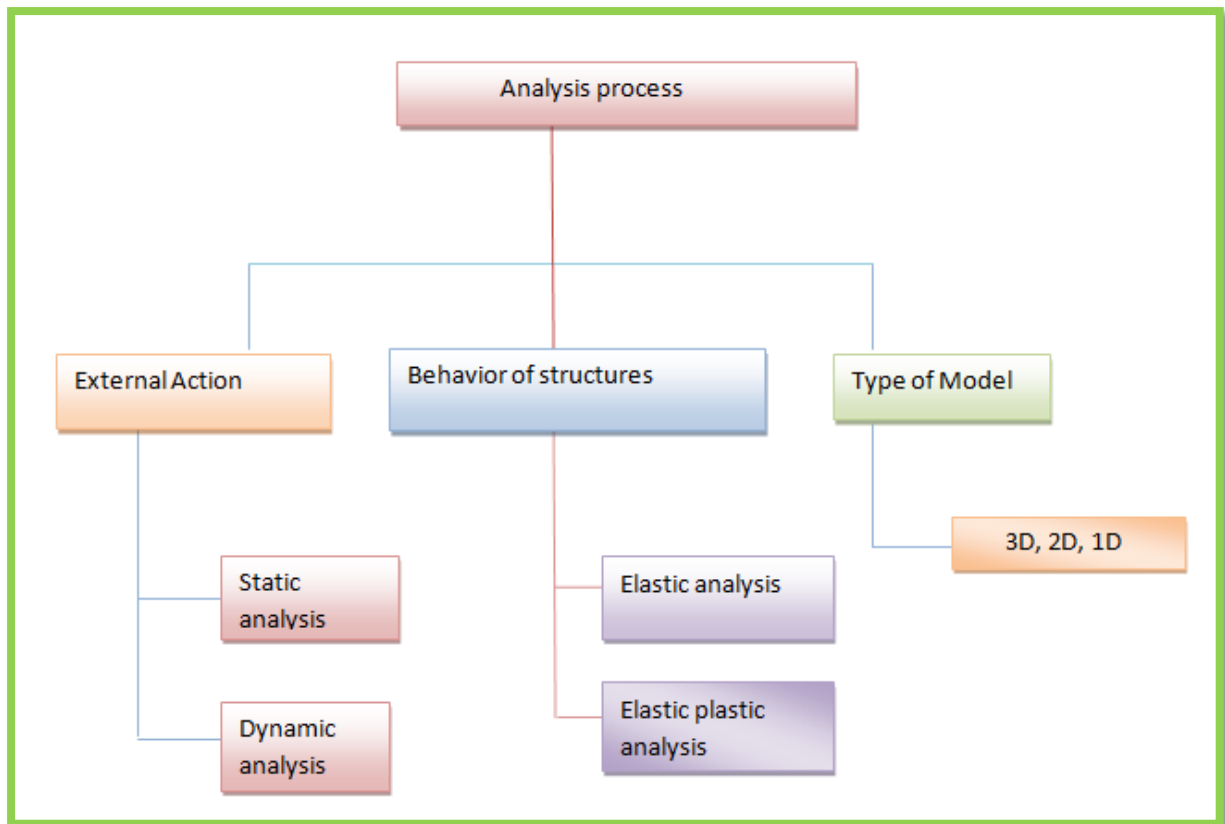 Analysis process
External Action
Behavior of structures
Type of Model
3D, 2D, 1D
Static
analysis
Elastic analysis
Dynamic
analysis
Elastic plastic
analysis